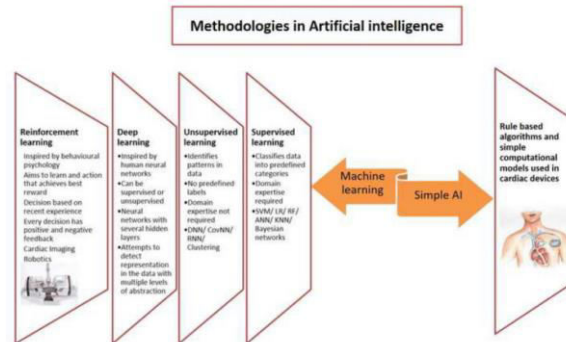 Methodologies in Artificial intelligence
Reinforcement
learning
Inspired by behavioural
psychology
Aims to learn and action
that achieves best
reward
Decision based on
recent experience
Every decision has
positive and negative
feedback
Cardiac Imaging
Robotics
Deep
learning
•Inspired by
human neural
networks
•Can be
supervised or
unsupervised
•Neural
networks with
several hidden
layers
•Attempts to
detect
representation
in the data with
multiple levels
of abstraction
Unsupervised
learning
•Identifies
patterns in
data
•No predefined
labels
•Domain
expertise not
required
•DNN/ CovNN/
RNN/
Clustering
Supervised
learning
•Classifies data
into predefined
categories
•Domain
expertise
required
•SVM/ LR/ RF/
ANN/ KNN/
Bayesian
networks
Machine
learning
Simple AI
Rule based
algorithms and
simple
computational
models used in
cardiac devices